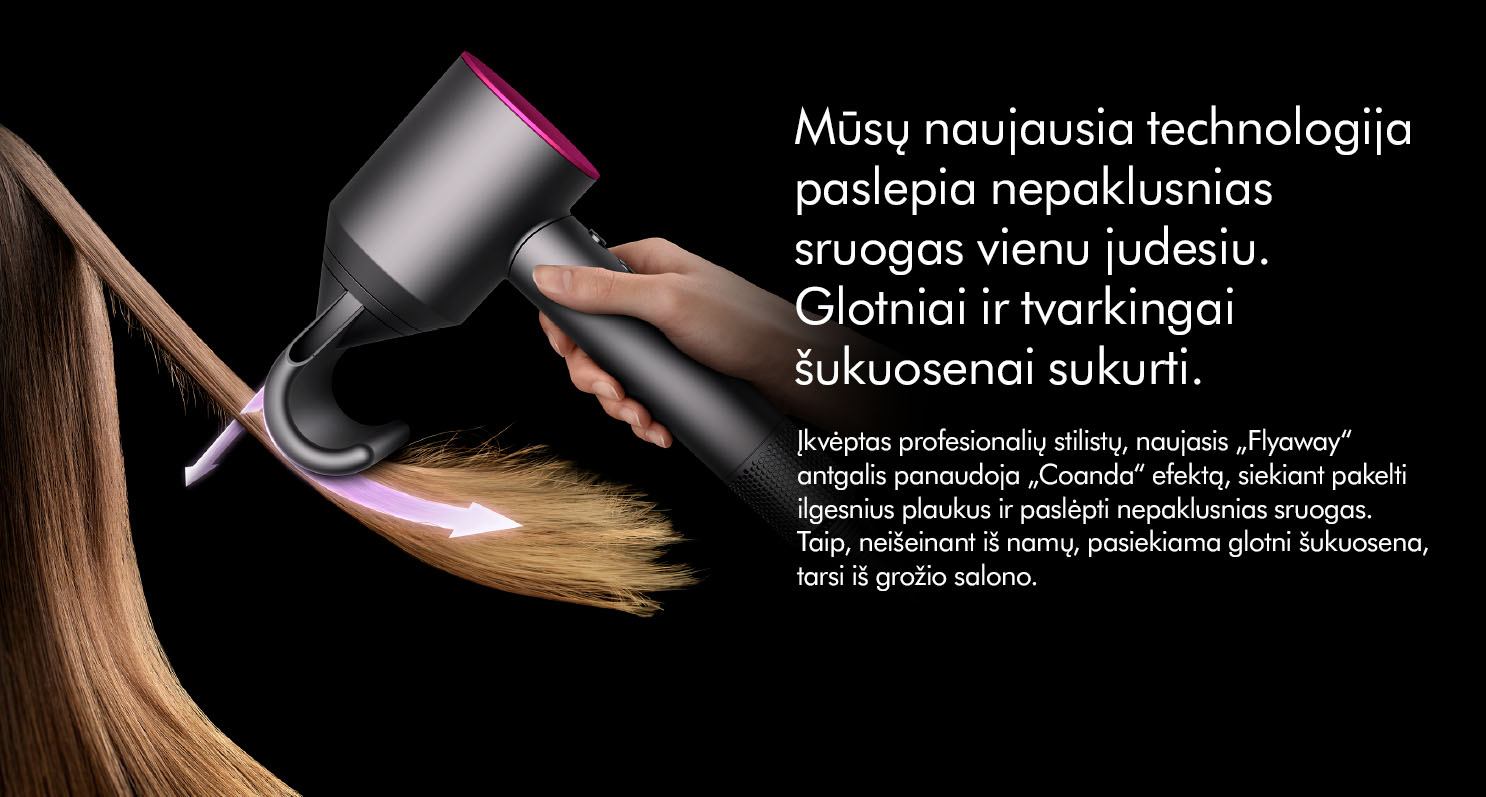 Mūsų naujausia technologija
paslepia nepaklusnias
sruogas vienu judesiu.
Glotniai ir tvarkingai
šukuosenai sukurti.
Įkvėptas profesionalių stilistų, naujasis „Flyaway“
antgalis panaudoja „Coanda“ efektą, siekiant pakelti
ilgesnius plaukus ir paslėpti nepaklusnias sruogas.
Taip, neišeinant iš namų, pasiekiama glotni šukuosena,
tarsi iš grožio salono.